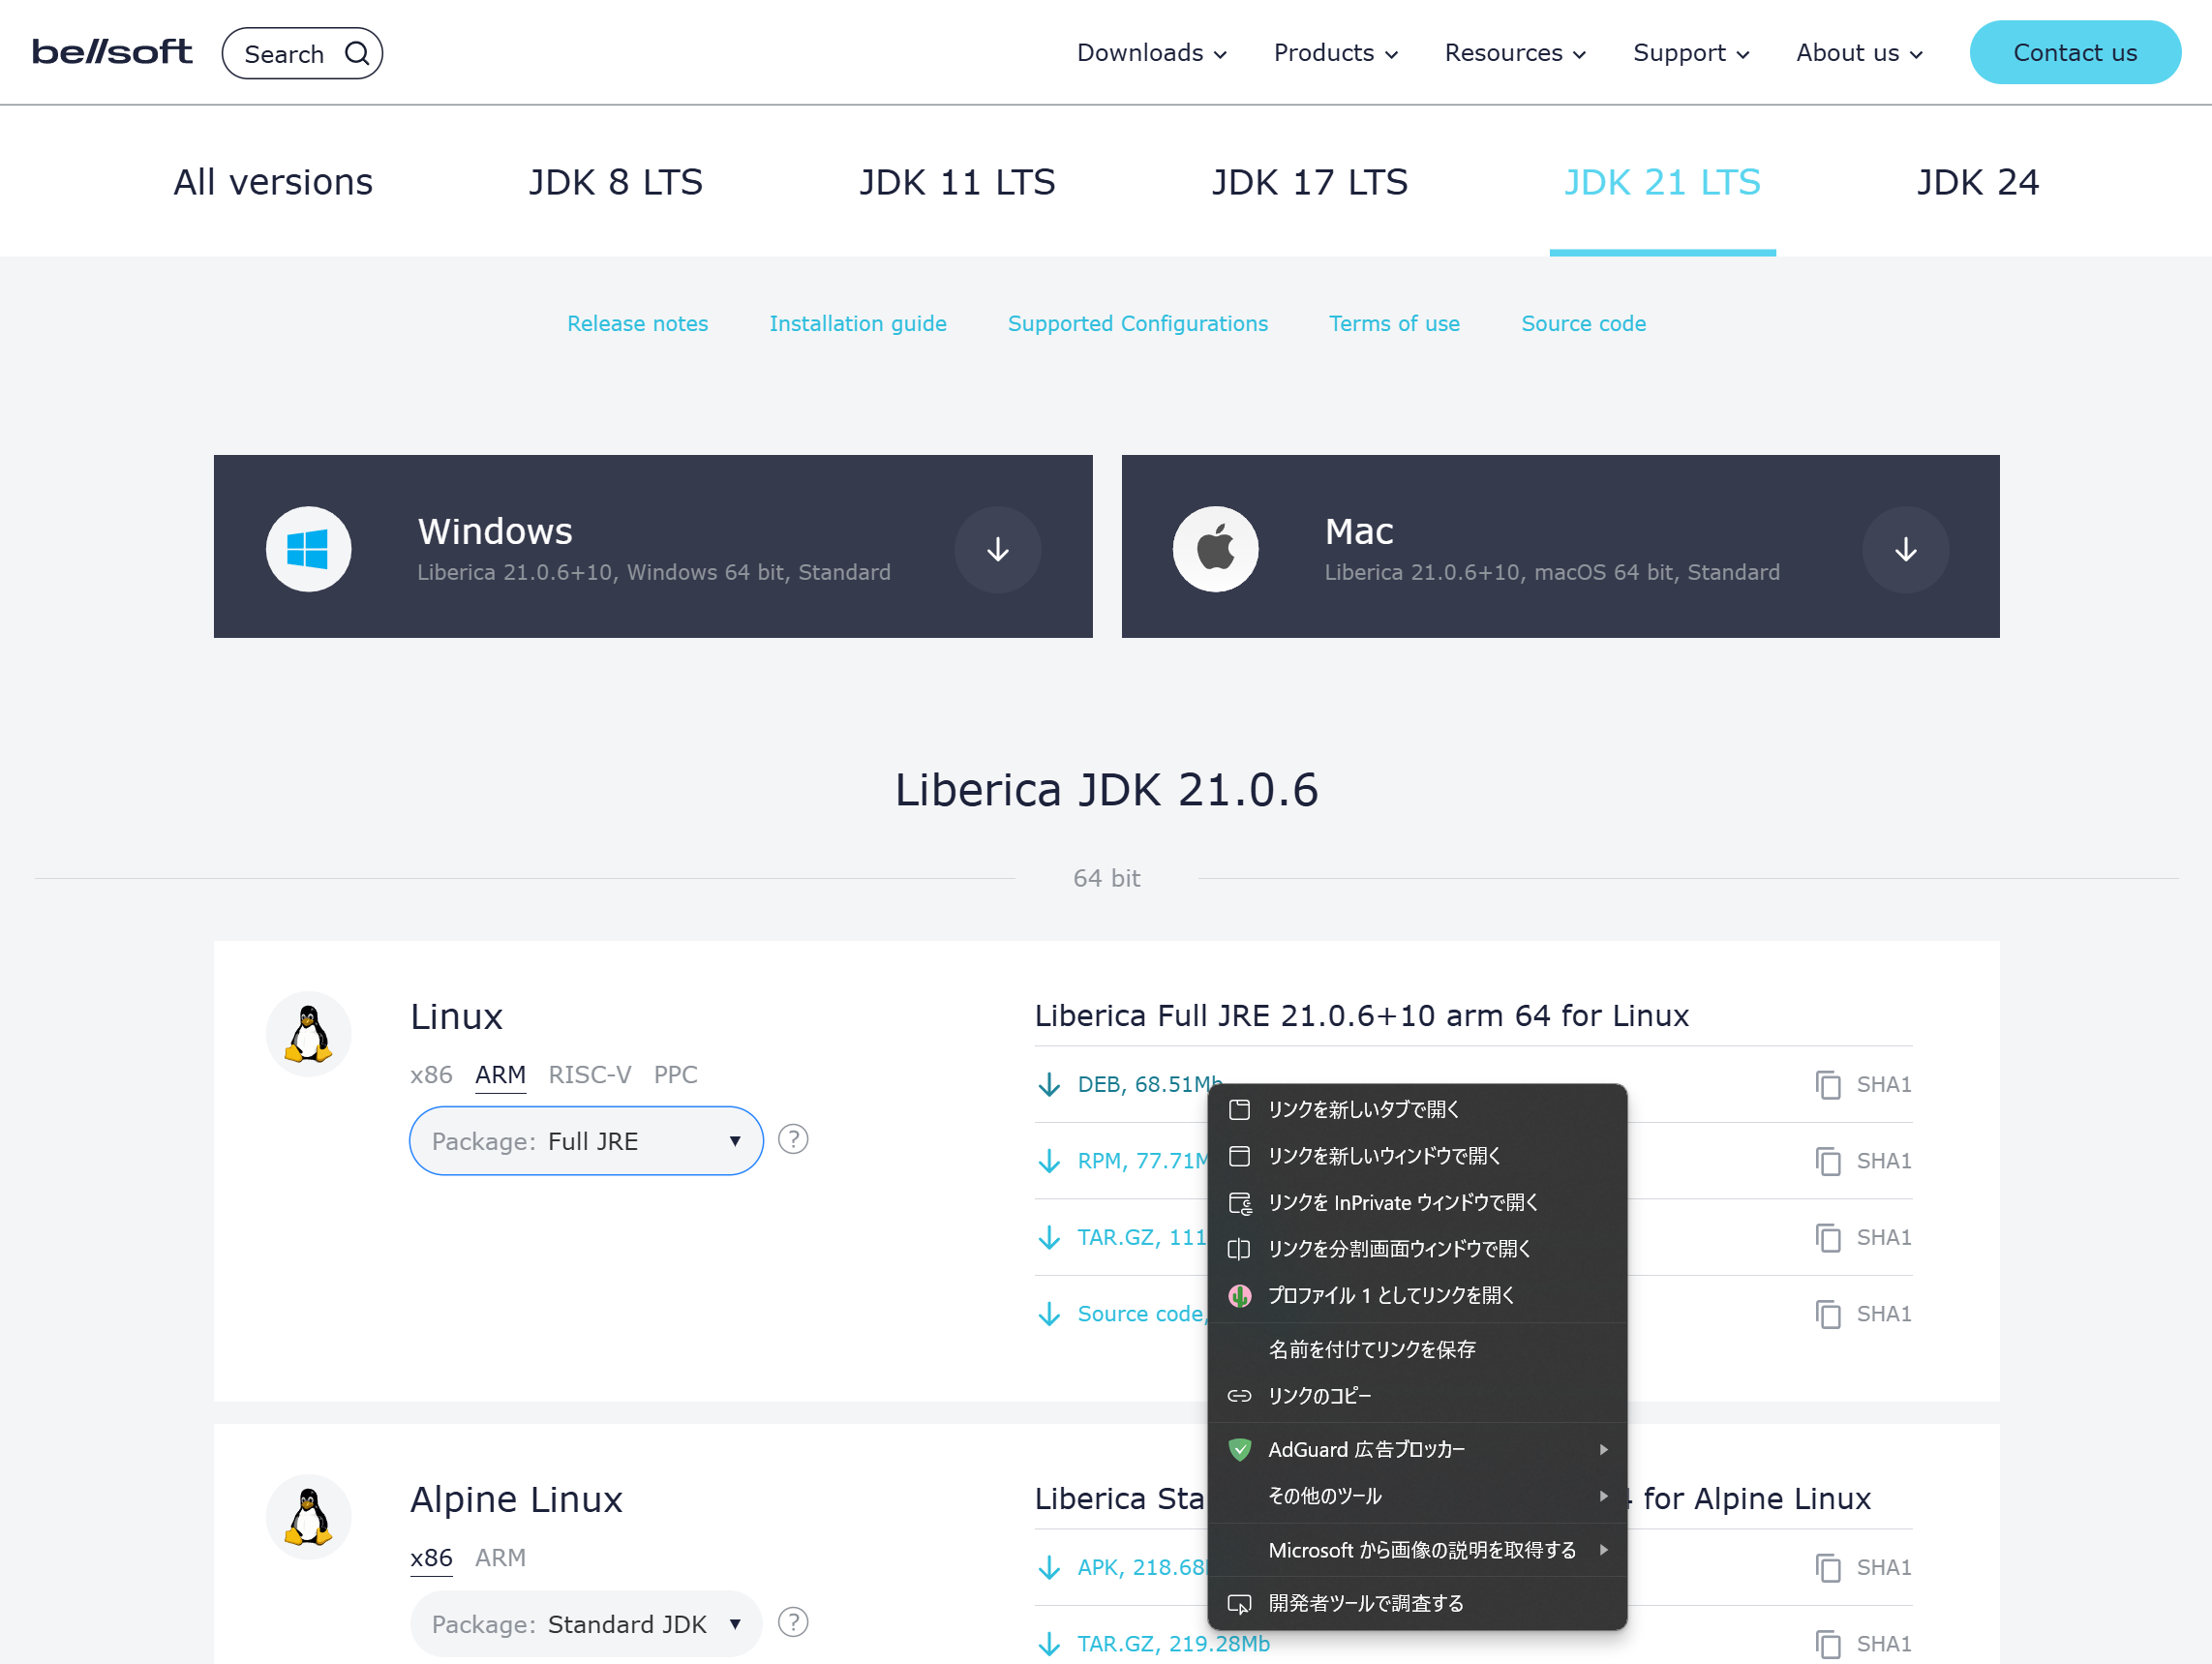 bellsoft
Search
Downloads
Products
Resources
Support
About us
Contact us
All versions
JDK 8 LTS
JDK 11 LTS
JDK 17 LTS
JDK 21 LTS
JDK 24
Release notes
Installation guide
Supported Configurations
Terms of use
Source code
Windows
Liberica 21.0.6+10, Windows 64 bit, Standard
Mac
Liberica 21.0.6+10, macOS 64 bit, Standard
Liberica JDK 21.0.6
64 bit
Linux
x86 ARM RISC-V PPC
Package: Full JRE
?
Liberica Full JRE 21.0.6+10 arm 64 for Linux
DEB, 68.51Mb
SHA1
RPM, 77.71M
SHA1
TAR.GZ, 111
SHA1
Source code,
SHA1
リンクを新しいタブで開く
リンクを新しいウィンドウで開く
リンクを InPrivate ウィンドウで開く
リンクを分割画面ウィンドウで開く
プロファイル 1 としてリンクを開く
名前を付けてリンクを保存
リンクのコピー
AdGuard 広告ブロッカー
その他のツール
Microsoft から画像の説明を取得する
開発者ツールで調査する
Alpine Linux
x86 ARM
Package: Standard JDK
?
Liberica Sta
for Alpine Linux
APK, 218.68
SHA1
TAR.GZ, 219.28Mb
SHA1